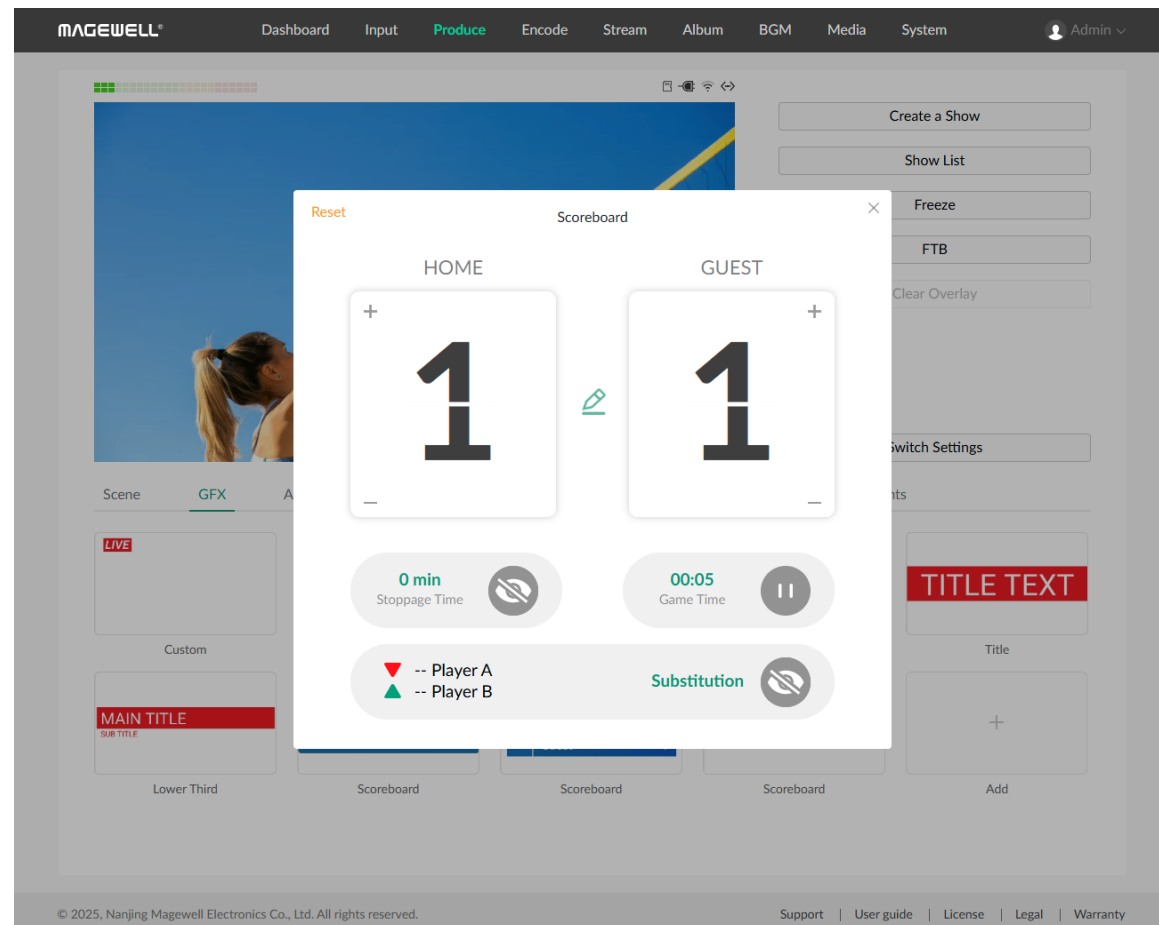 MAGEWELL®
Dashboard
Input
Produce
Encode
Stream
Album
BGM
Media
System
Admin
Create a Show
Show List
Freeze
FTB
Clear Overlay
Switch Settings
Reset
Scoreboard
HOME
GUEST
+
+
1
1
0 min
Stoppage Time
00:05
Game Time
-- Player A
-- Player B
Substitution
Scene
GFX
LIVE
Custom
TITLE TEXT
Title
MAIN TITLE
SUB TITLE
Lower Third
Scoreboard
Scoreboard
Scoreboard
+
Add
© 2025, Nanjing Magewell Electronics Co., Ltd. All rights reserved.
Support | User guide | License | Legal | Warranty